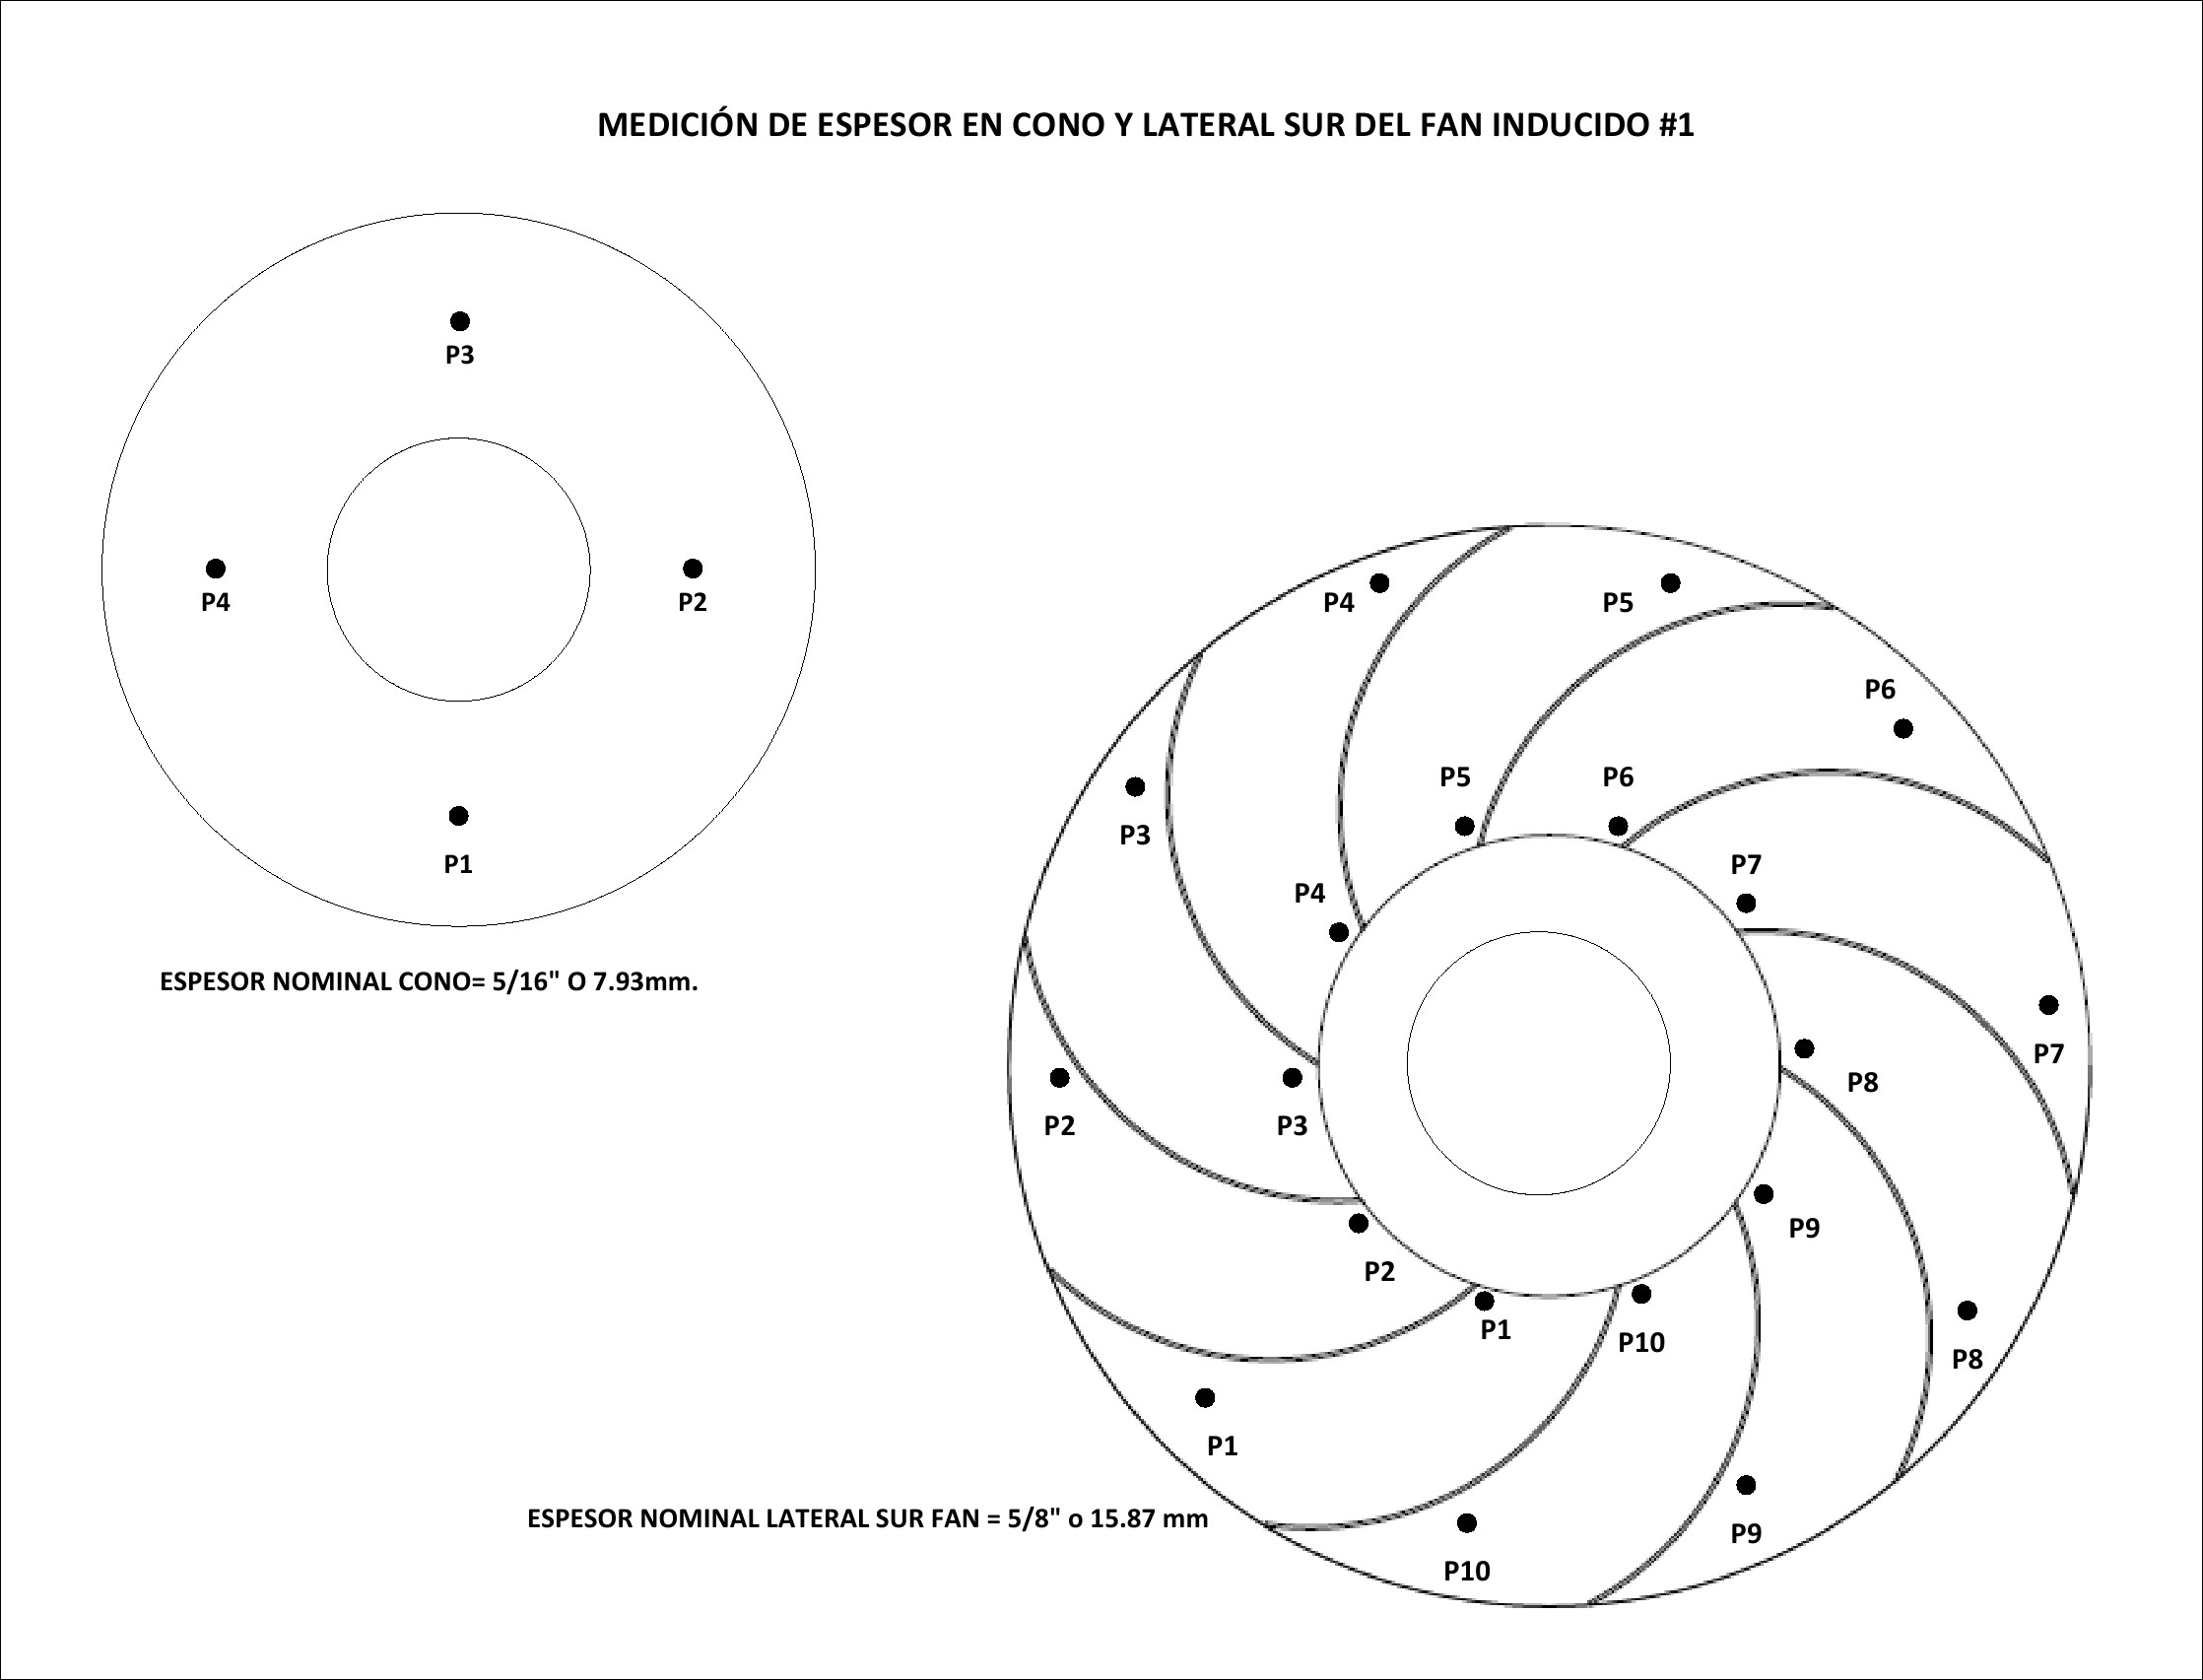 MEDICIÓN DE ESPESOR EN CONO Y LATERAL SUR DEL FAN INDUCIDO #1
P3
P4
P2
P1
ESPESOR NOMINAL CONO= 5/16" O 7.93mm.
P4
P5
P6
P5
P6
P3
P7
P4
P7
P8
P2
P3
P9
P2
P1
P10
P8
P1
P9
P10
ESPESOR NOMINAL LATERAL SUR FAN = 5/8" o 15.87 mm